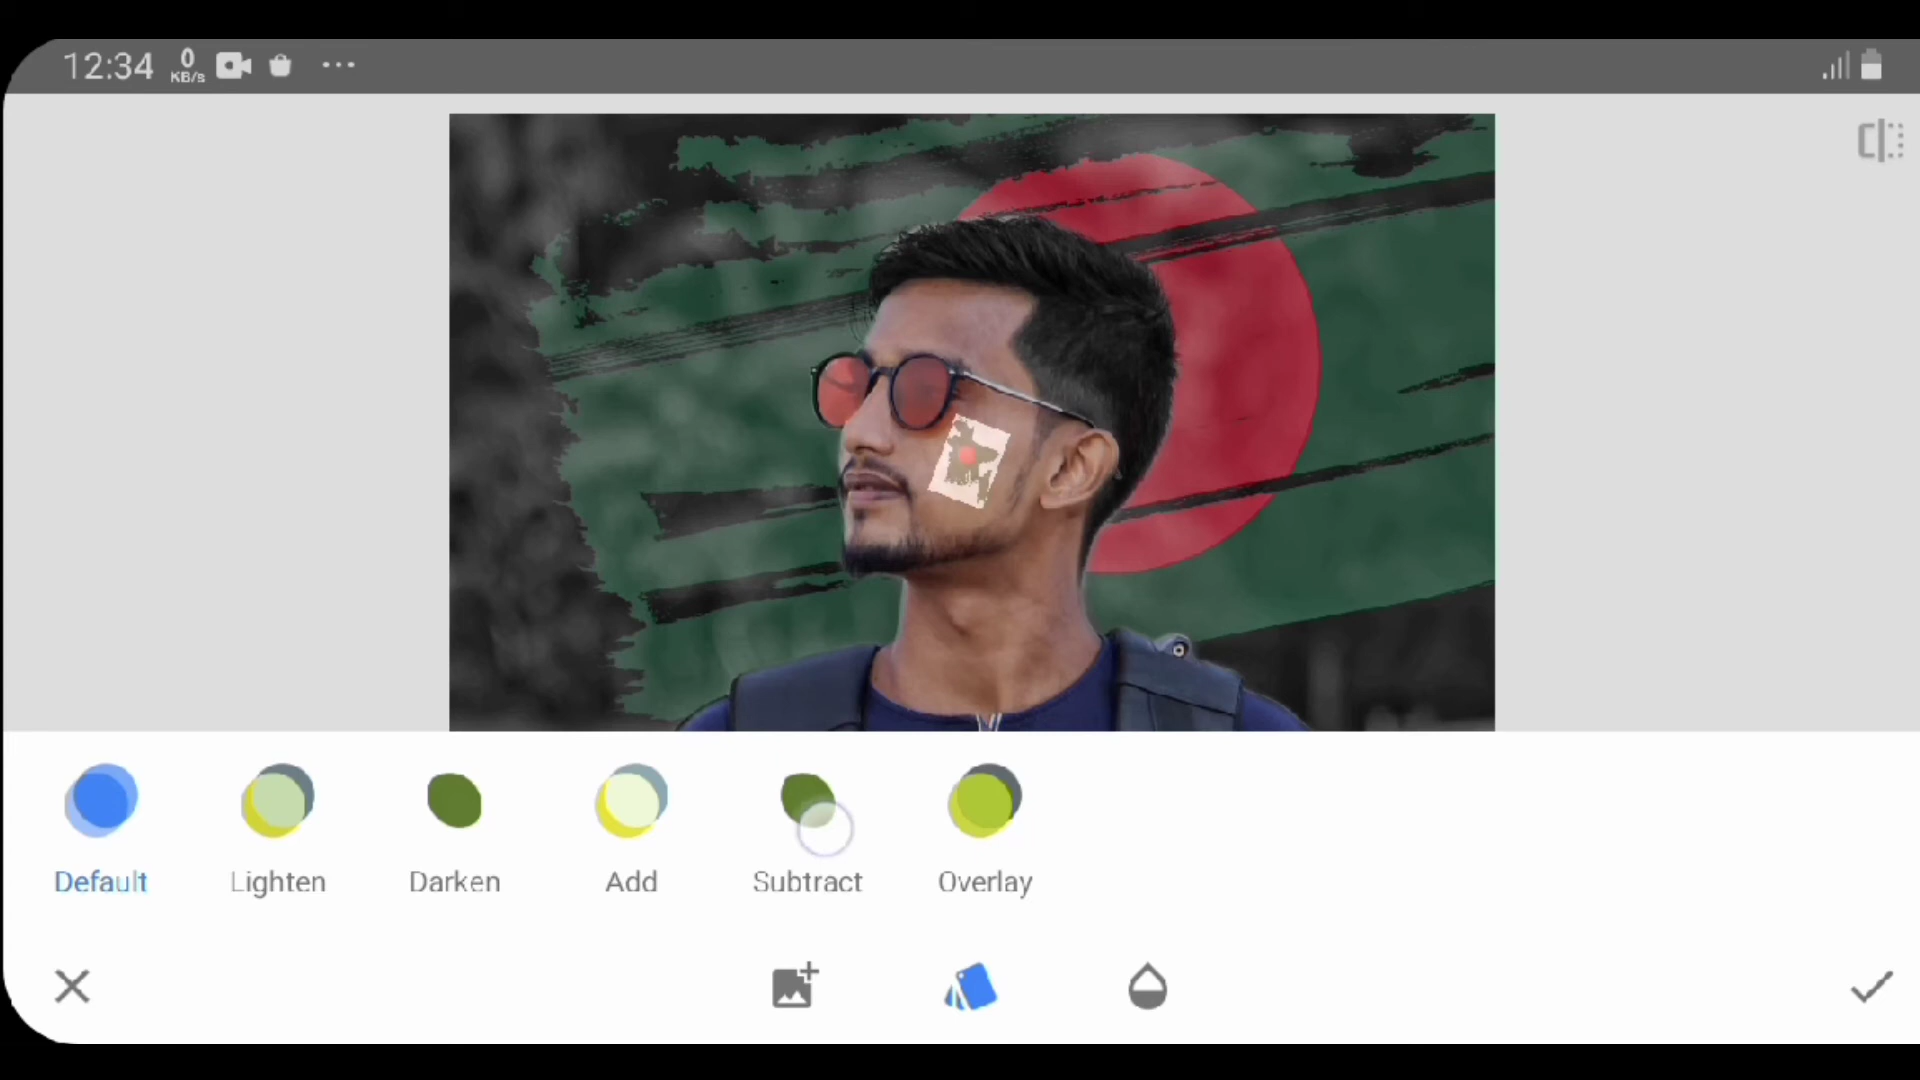 12:34 0 KB/s ...
Default Lighten Darken Add Subtract Overlay